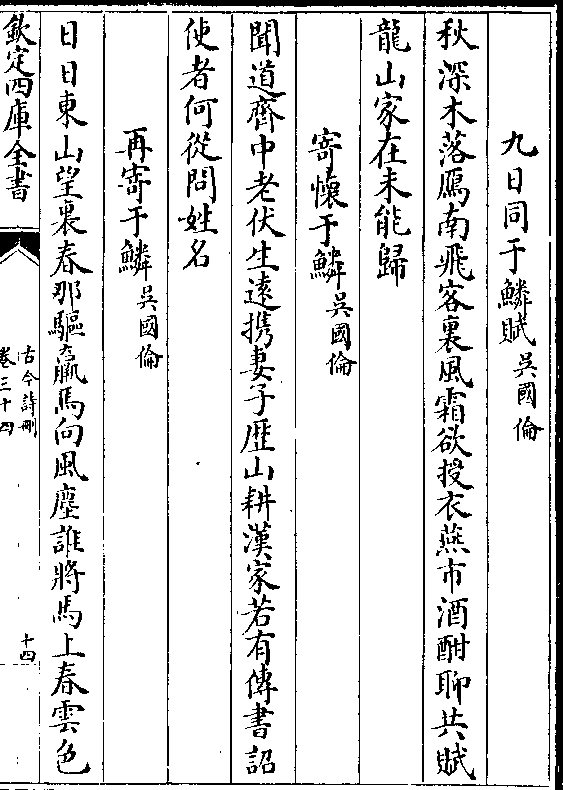 九日同于鱗賦吳國倫
秋深木落鴈南飛客裏風霜欲授衣燕市酒酣聊共賦
龍山家在未能歸
寄懷于鱗吳國倫
聞道齊中老伏生遠携妻子歴山耕漢家若有傳書詔
使者何從問姓名
再寄于鱗吳國倫
日日東山望裏春那驅羸馬向風塵誰將馬上春雲色
欽定四庫全書
古今詩刪
卷三十四
十四